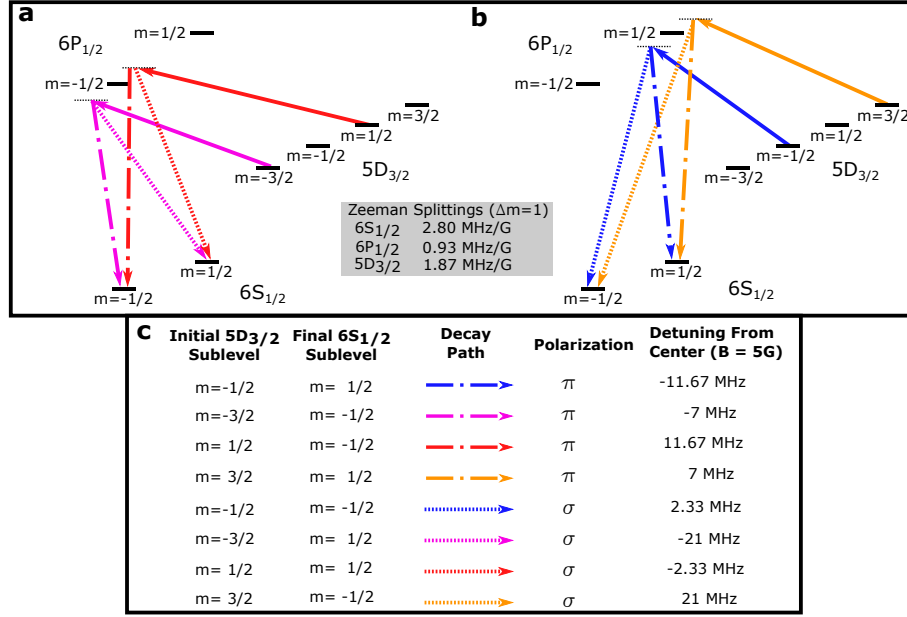 a
6P1/2
m=1/2
m=-1/2
m=3/2
m=1/2
m=-1/2
m=-3/2
5D3/2
m=1/2
m=-1/2
6S1/2
b
6P1/2
m=1/2
m=-1/2
m=3/2
m=1/2
m=-1/2
m=-3/2
5D3/2
m=1/2
m=-1/2
6S1/2
Zeeman Splittings (Δm=1)
6S1/2 2.80 MHz/G
6P1/2 0.93 MHz/G
5D3/2 1.87 MHz/G
c
Initial 5D3/2 Sublevel Final 6S1/2 Sublevel Decay Path Polarization Detuning From Center (B = 5G)
m=-1/2 m= 1/2 π -11.67 MHz
m=-3/2 m= -1/2 π -7 MHz
m= 1/2 m= -1/2 π 11.67 MHz
m= 3/2 m= 1/2 π 7 MHz
m=-1/2 m= -1/2 σ 2.33 MHz
m=-3/2 m= 1/2 σ -21 MHz
m= 1/2 m= 1/2 σ -2.33 MHz
m= 3/2 m= -1/2 σ 21 MHz